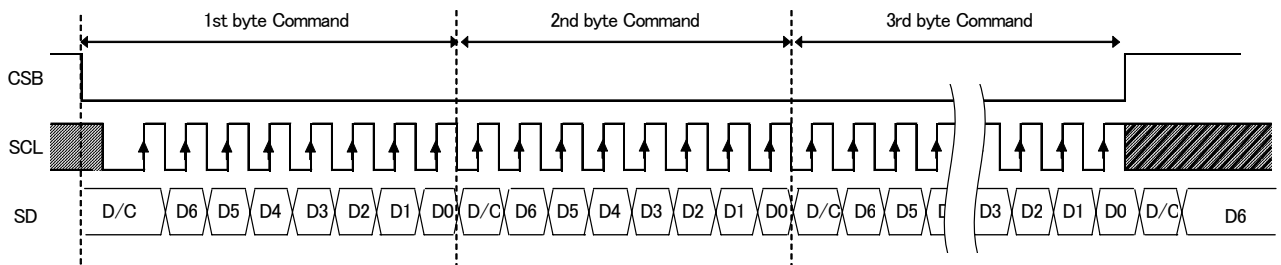 1st byte Command 2nd byte Command 3rd byte Command
CSB
SCL
SD D/C D6 D5 D4 D3 D2 D1 D0 D/C D6 D5 D4 D3 D2 D1 D0 D/C D6 D5 D3 D2 D1 D0 D/C D6